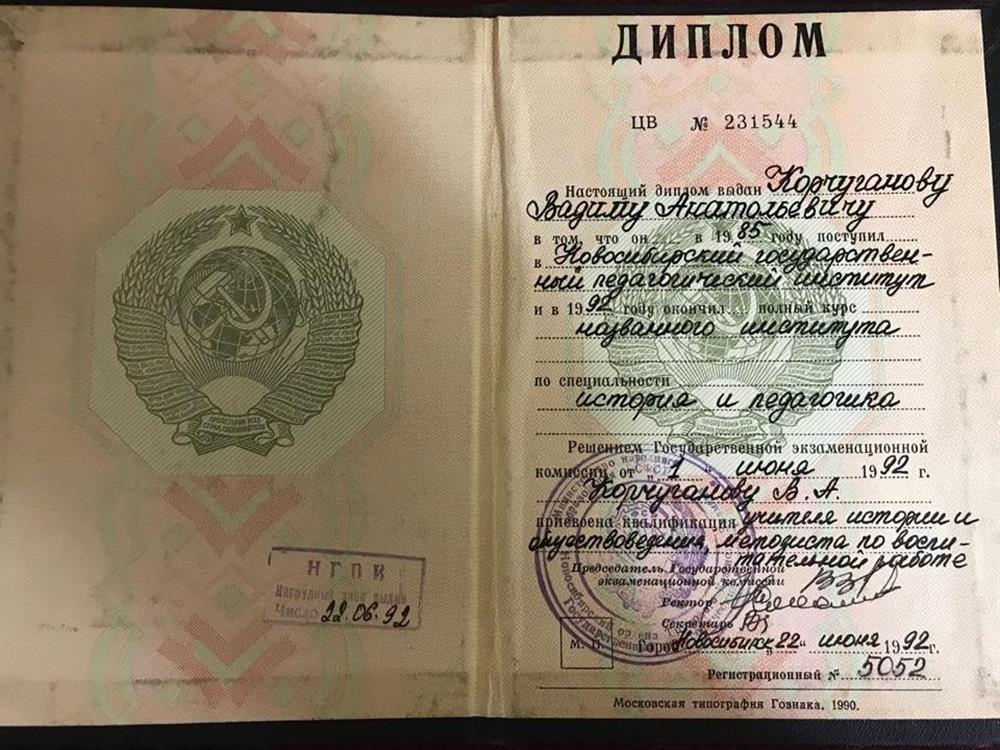 ПРОЛЕТАРИИ ВСЕХ
СТРАН, СОЕДИНЯЙТЕСЬ!
НГПИ
Нагрудный знак выдан
Число 22.06.92
ДИПЛОМ
ЦВ № 231544
Настоящий диплом выдан Корчуганову
Вадиму Анатольевичу
в том, что он в 1985 году поступил
в Новосибирский государствен-
ный педагогический институт
и в 1992 году окончил полный курс
названного института
по специальности
история и педагогика
Решением Государственной экзаменационной
комиссии от „1“ июня 1992 г.
Корчуганову В. А.
присвоена квалификация учителя истории и
обществоведения, методиста по воспи-
тательной работе
Председатель Государственной
экзаменационной комиссии
Ректор
Секретарь
М. П. Город Новосибирск „22“ июня 1992 г.
Регистрационный № 5052
Московская типография Гознака. 1990.